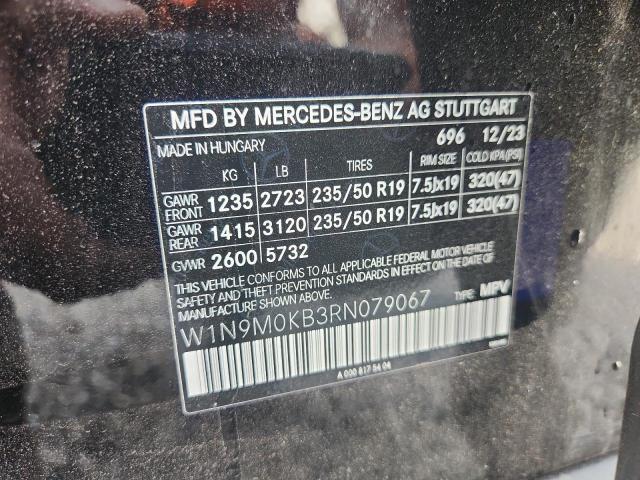 MFD BY MERCEDES-BENZ AG STUTTGART
MADE IN HUNGARY 696 12/23
KG LB TIRES RIM SIZE COLD KPA(PSI)
GAWR FRONT 1235 2723 235/50 R19 7.5Jx19 320(47)
GAWR REAR 1415 3120 235/50 R19 7.5Jx19 320(47)
GVWR 2600 5732
THIS VEHICLE CONFORMS TO ALL APPLICABLE FEDERAL MOTOR VEHICLE
SAFETY AND THEFT PREVENTION STANDARDS IN EFFECT ON THE DATE
OF MANUFACTURE SHOWN ABOVE.
W1N9M0KB3RN079067 TYPE: MPV
A 000 817 54 04